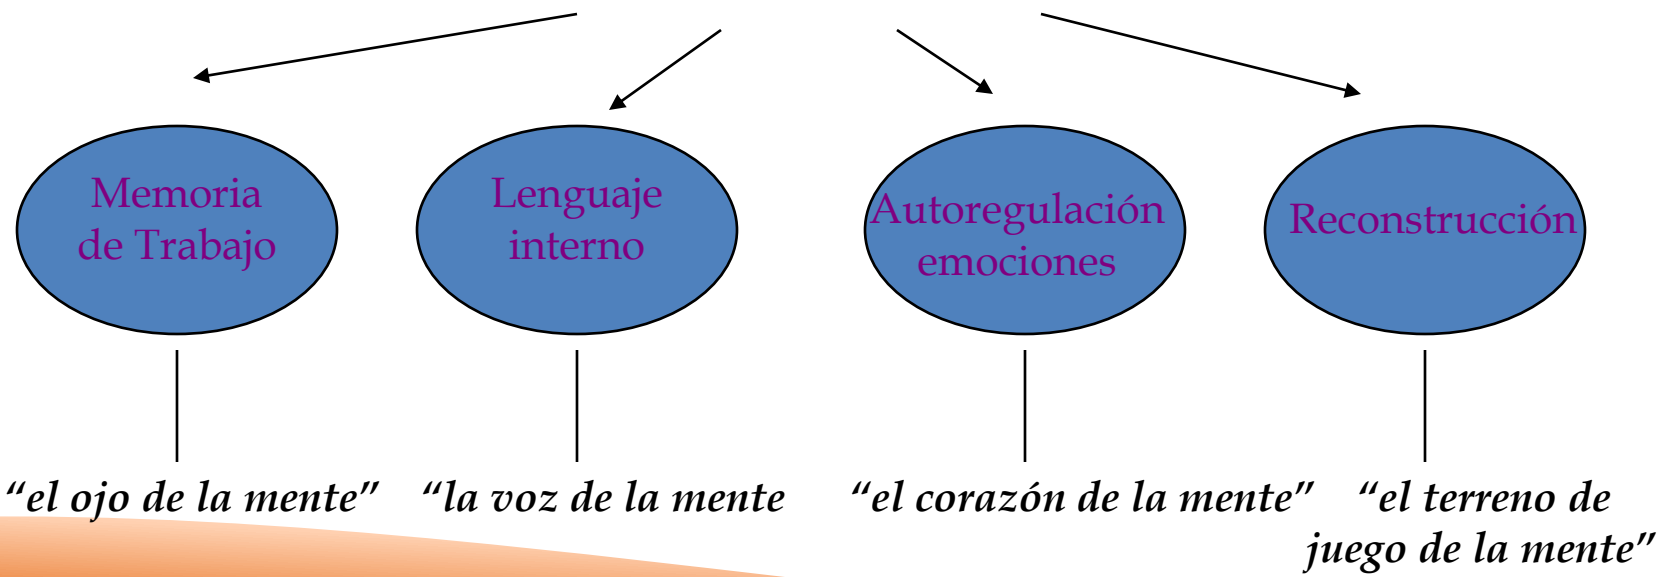 Memoria
de Trabajo
Lenguaje
interno
Autoregulación
emociones
Reconstrucción
“el ojo de la mente”
“la voz de la mente
“el corazón de la mente”
“el terreno de
juego de la mente”